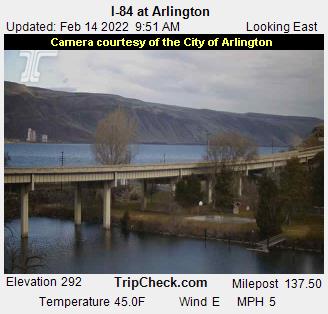 I-84 at Arlington
Updated: Feb 14 2022 9:51 AM Looking East
Camera courtesy of the City of Arlington
Elevation 292 TripCheck.com Milepost 137.50
Temperature 45.0F Wind E MPH 5